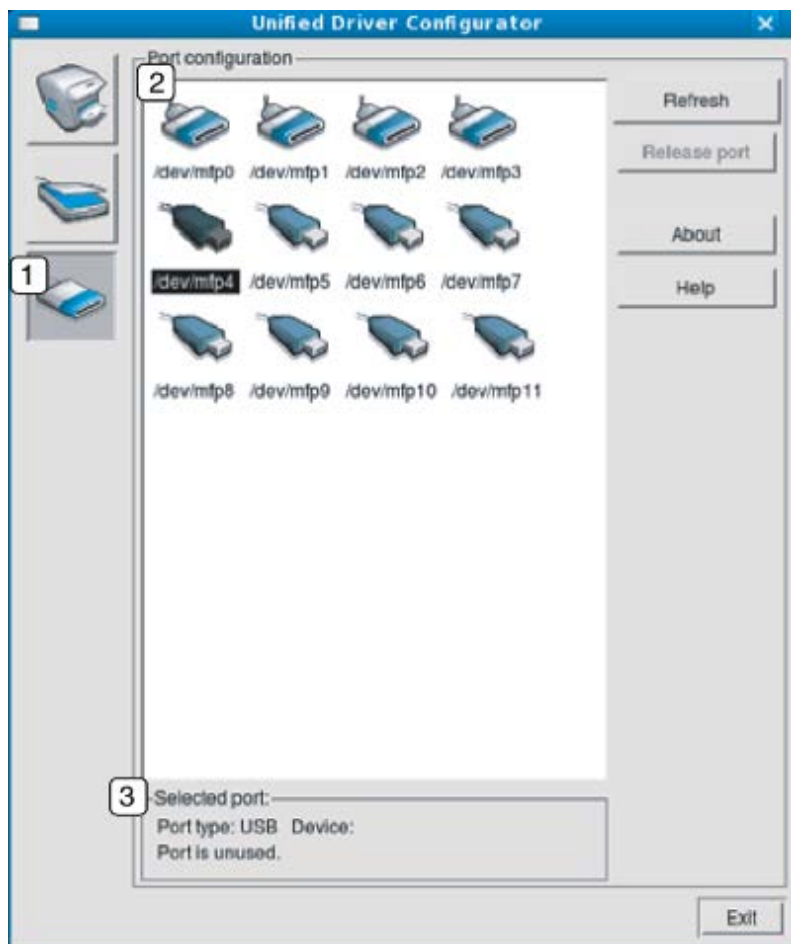 Unified Driver Configurator
Port configuration
2
Refresh
/dev/mfp0 /dev/mfp1 /dev/mfp2 /dev/mfp3
Release port
About
1
/dev/mfp4 /dev/mfp5 /dev/mfp6 /dev/mfp7
Help
/dev/mfp8 /dev/mfp9 /dev/mfp10 /dev/mfp11
3
Selected port:
Port type: USB Device:
Port is unused.
Exit